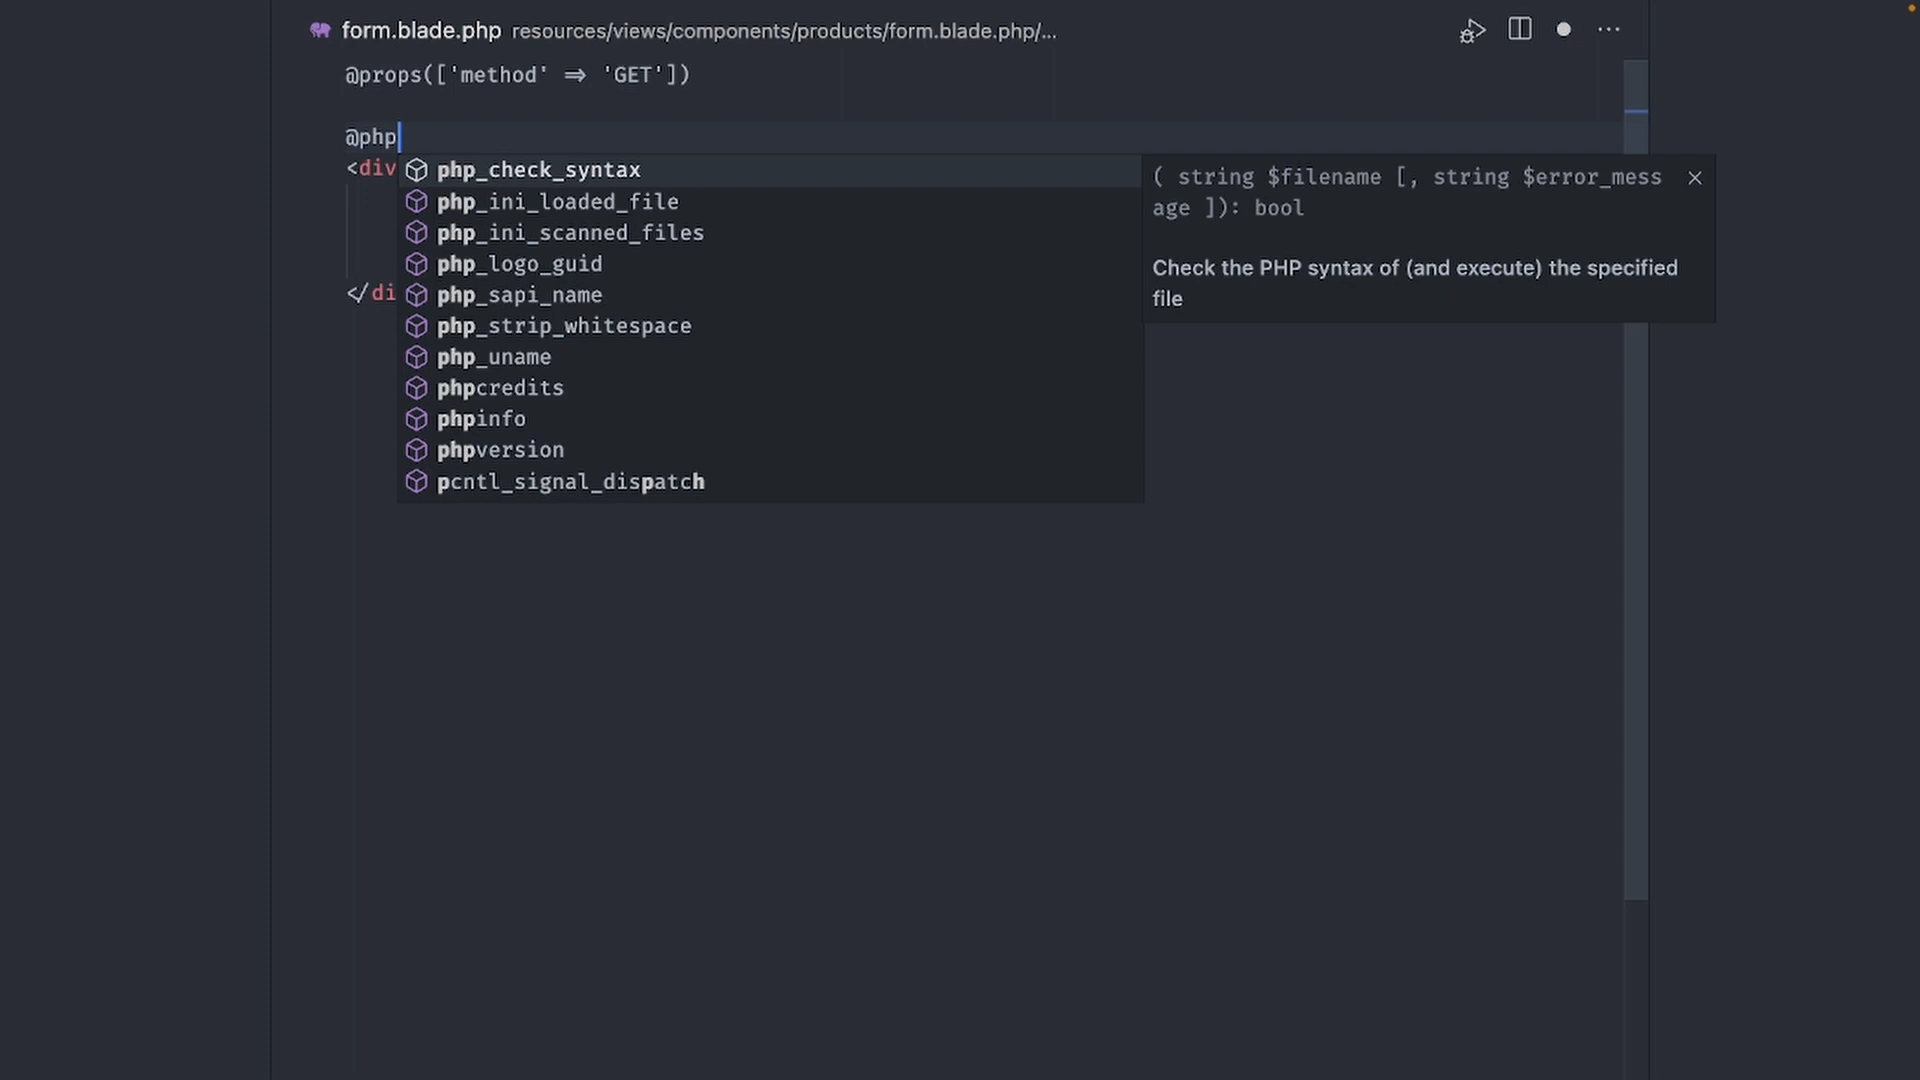 form.blade.php resources/views/components/products/form.blade.php/...
@props(['method' => 'GET'])
@php
<div
</di
php_check_syntax
php_ini_loaded_file
php_ini_scanned_files
php_logo_guid
php_sapi_name
php_strip_whitespace
php_uname
phpcredits
phpinfo
phpversion
pcntl_signal_dispatch
( string $filename [, string $error_mess
age ]): bool
Check the PHP syntax of (and execute) the specified
file